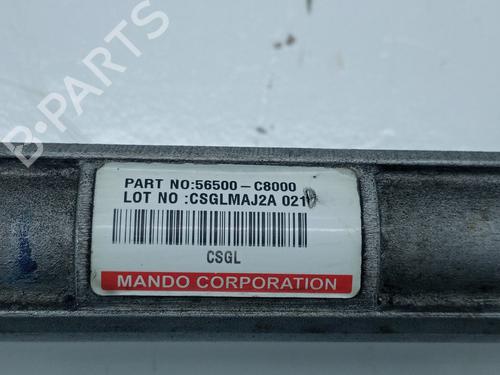 B-Parts
PART NO:56500-C8000
LOT NO :CSGLMAJ2A 021
CSGL
MANDO CORPORATION